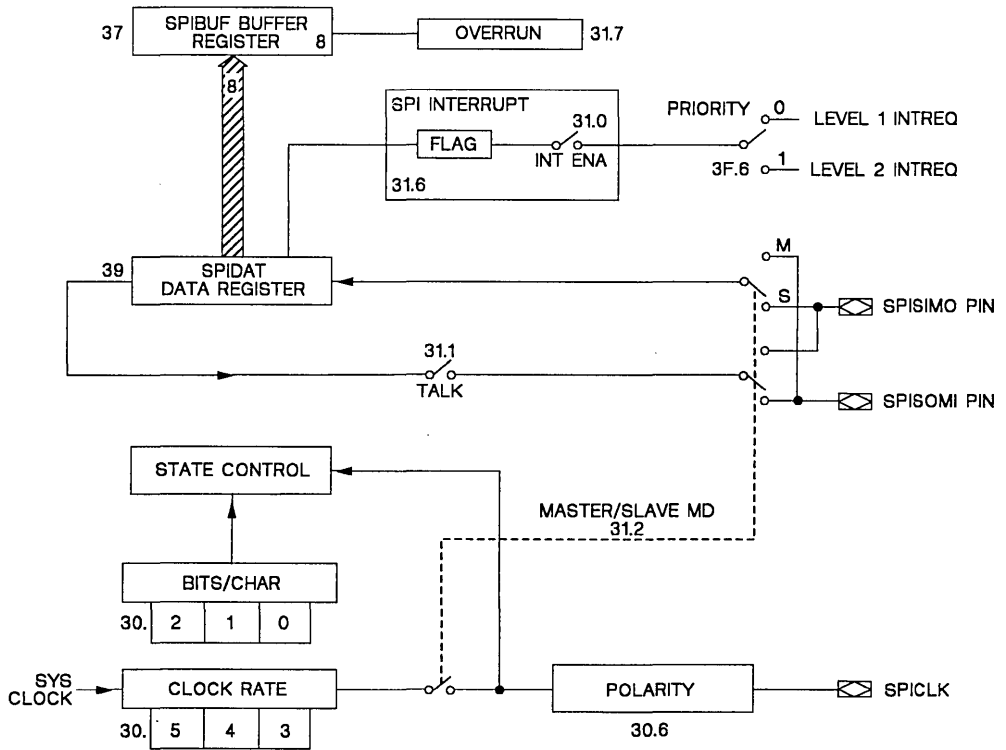 37
SPIBUF BUFFER
REGISTER 8
OVERRUN
31.7
8
SPI INTERRUPT
FLAG
31.0
INT ENA
31.6
PRIORITY
0
LEVEL 1 INTREQ
3F.6
1
LEVEL 2 INTREQ
39
SPIDAT
DATA REGISTER
M
S
SPISIMO PIN
31.1
TALK
SPISOMI PIN
STATE CONTROL
MASTER/SLAVE MD
31.2
BITS/CHAR
30. 2 1 0
SYS
CLOCK
CLOCK RATE
30. 5 4 3
POLARITY
30.6
SPICLK